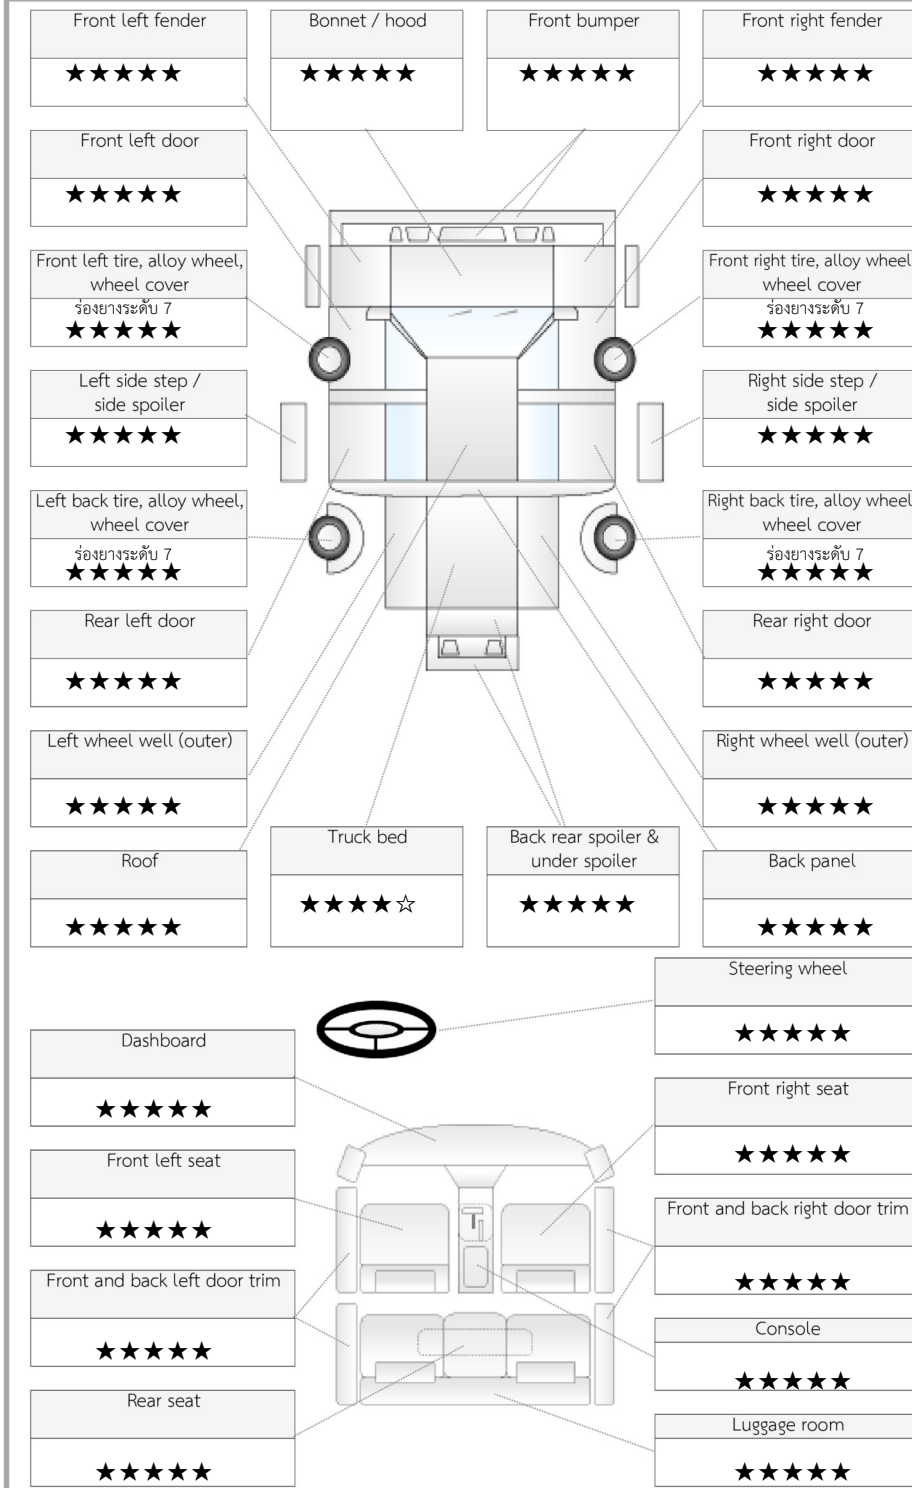 Front left fender
★★★★★
Bonnet / hood
★★★★★
Front bumper
★★★★★
Front right fender
★★★★★
Front left door
★★★★★
Front right door
★★★★★
Front left tire, alloy wheel,
wheel cover
ร่องยางระดับ 7
★★★★★
Front right tire, alloy wheel
wheel cover
ร่องยางระดับ 7
★★★★★
Left side step /
side spoiler
★★★★★
Right side step /
side spoiler
★★★★★
Left back tire, alloy wheel,
wheel cover
ร่องยางระดับ 7
★★★★★
Right back tire, alloy wheel
wheel cover
ร่องยางระดับ 7
★★★★★
Rear left door
★★★★★
Rear right door
★★★★★
Left wheel well (outer)
★★★★★
Right wheel well (outer)
★★★★★
Roof
★★★★★
Truck bed
★★★★☆
Back rear spoiler &
under spoiler
★★★★★
Back panel
★★★★★
Steering wheel
★★★★★
Dashboard
★★★★★
Front right seat
★★★★★
Front left seat
★★★★★
Front and back right door trim
★★★★★
Front and back left door trim
★★★★★
Console
★★★★★
Rear seat
★★★★★
Luggage room
★★★★★